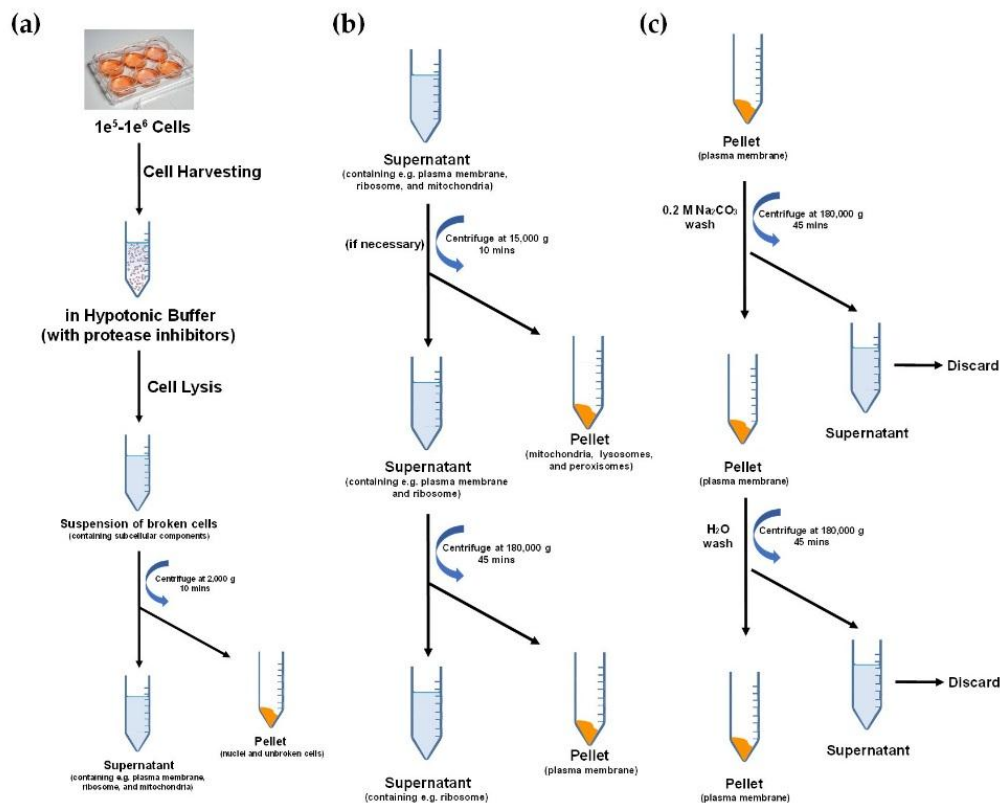 (a)
1e⁵-1e⁶ Cells
Cell Harvesting
in Hypotonic Buffer
(with protease inhibitors)
Cell Lysis
Suspension of broken cells
(containing subcellular components)
Centrifuge at 2,000 g
10 mins
Pellet
(nuclei and unbroken cells)
Supernatant
(containing e.g. plasma membrane,
ribosome, and mitochondria)
(b)
Supernatant
(containing e.g. plasma membrane,
ribosome, and mitochondria)
(if necessary)
Centrifuge at 15,000 g
10 mins
Pellet
(mitochondria, lysosomes,
and peroxisomes)
Supernatant
(containing e.g. plasma membrane
and ribosome)
Centrifuge at 180,000 g
45 mins
Pellet
(plasma membrane)
Supernatant
(containing e.g. ribosome)
(c)
Pellet
(plasma membrane)
0.2 M Na₂CO₃
wash
Centrifuge at 180,000 g
45 mins
Discard
Supernatant
Pellet
(plasma membrane)
H₂O
wash
Centrifuge at 180,000 g
45 mins
Discard
Supernatant
Pellet
(plasma membrane)